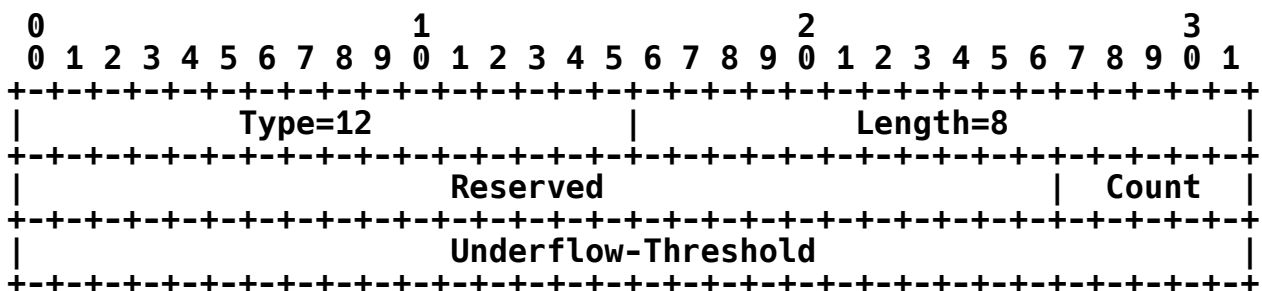 0                   1                   2                   3
 0 1 2 3 4 5 6 7 8 9 0 1 2 3 4 5 6 7 8 9 0 1 2 3 4 5 6 7 8 9 0 1
+-+-+-+-+-+-+-+-+-+-+-+-+-+-+-+-+-+-+-+-+-+-+-+-+-+-+-+-+-+-+-+-+
|           Type=12             |           Length=8            |
+-+-+-+-+-+-+-+-+-+-+-+-+-+-+-+-+-+-+-+-+-+-+-+-+-+-+-+-+-+-+-+-+
|                      Reserved                       |  Count  |
+-+-+-+-+-+-+-+-+-+-+-+-+-+-+-+-+-+-+-+-+-+-+-+-+-+-+-+-+-+-+-+-+
|                      Underflow-Threshold                      |
+-+-+-+-+-+-+-+-+-+-+-+-+-+-+-+-+-+-+-+-+-+-+-+-+-+-+-+-+-+-+-+-+